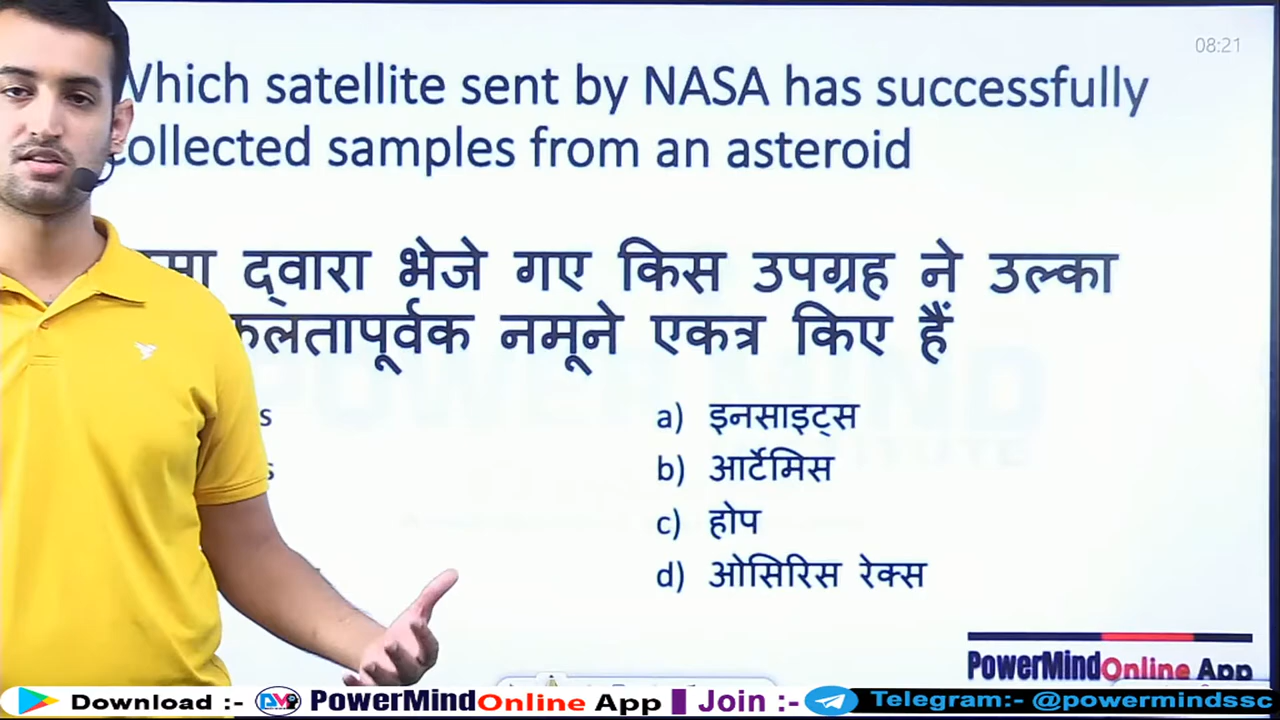 08:21
Which satellite sent by NASA has successfully
collected samples from an asteroid
द्वारा भेजे गए किस उपग्रह ने उल्का
नमूने एकत्र किए हैं
a) इनसाइट्स
b) आर्टेमिस
c) होप
d) ओसिरिस रेक्स
PowerMindOnline App
Download :- PowerMindOnline App Join :- Telegram:- @powermindssc